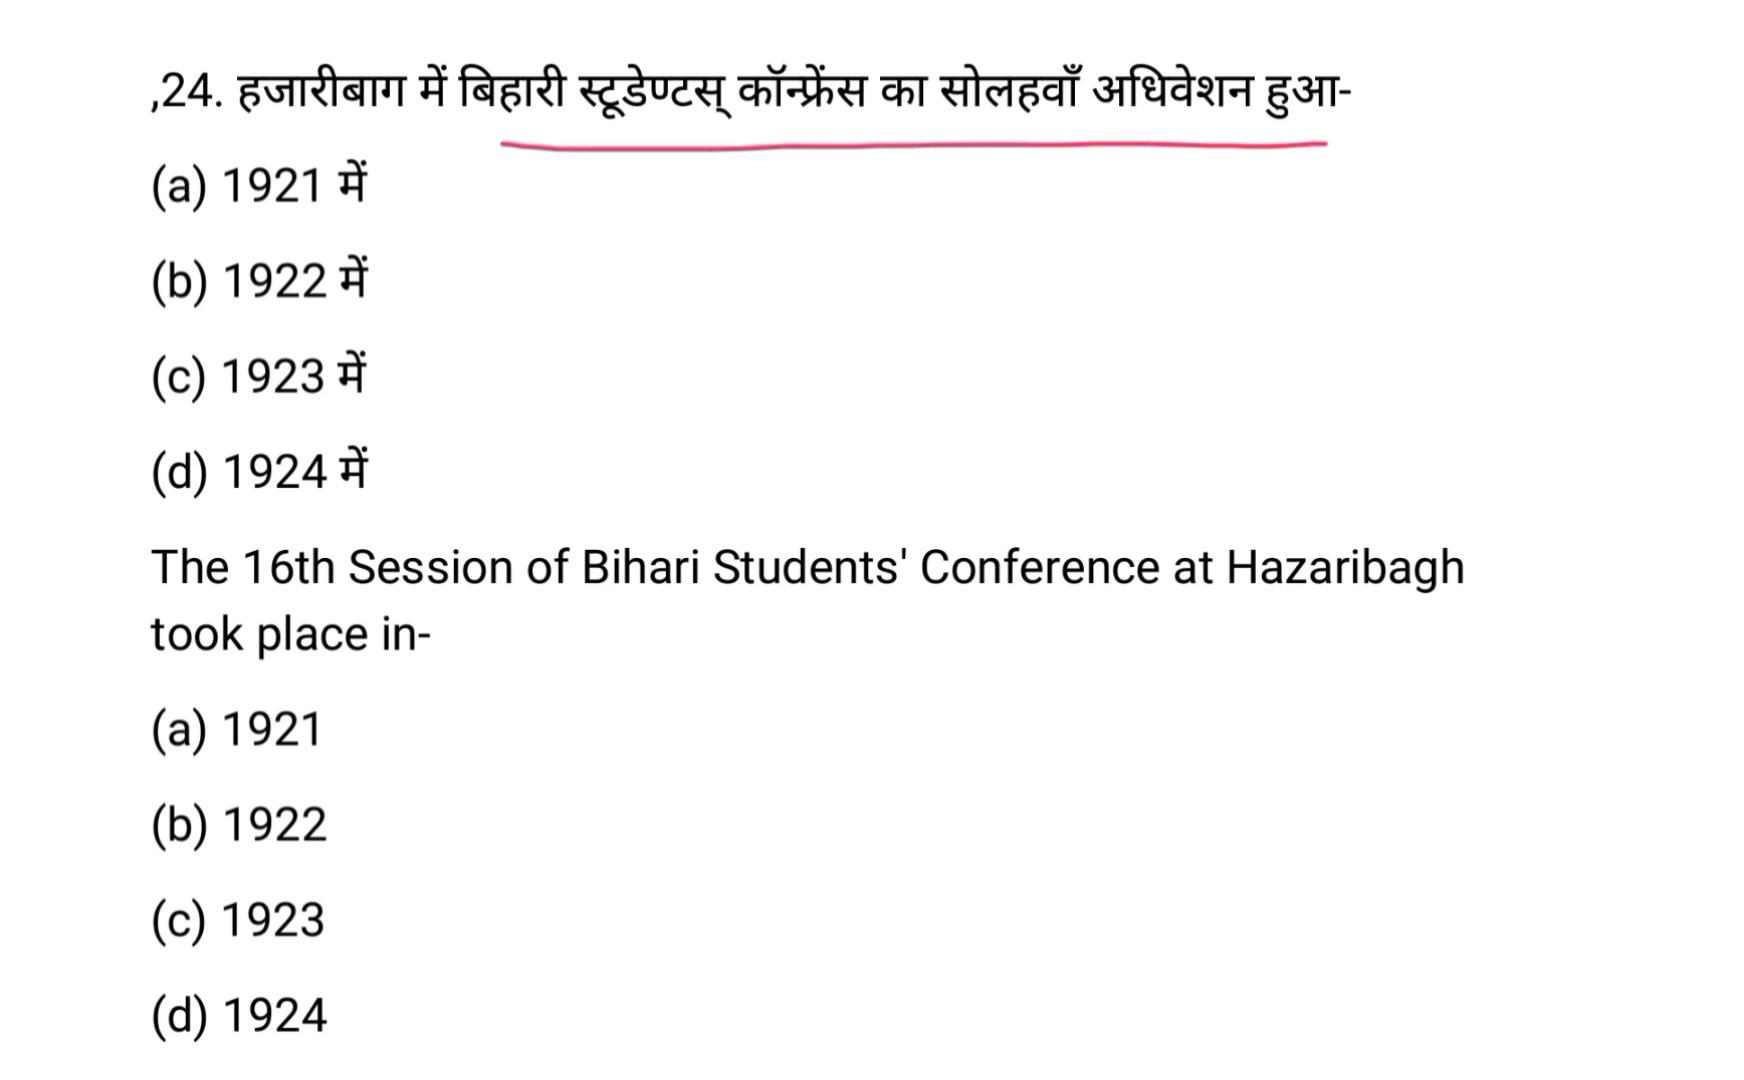 ,24. हजारीबाग में बिहारी स्टूडेण्टस् कॉन्फ्रेंस का सोलहवाँ अधिवेशन हुआ-
(a) 1921 में
(b) 1922 में
(c) 1923 में
(d) 1924 में
The 16th Session of Bihari Students' Conference at Hazaribagh
took place in-
(a) 1921
(b) 1922
(c) 1923
(d) 1924